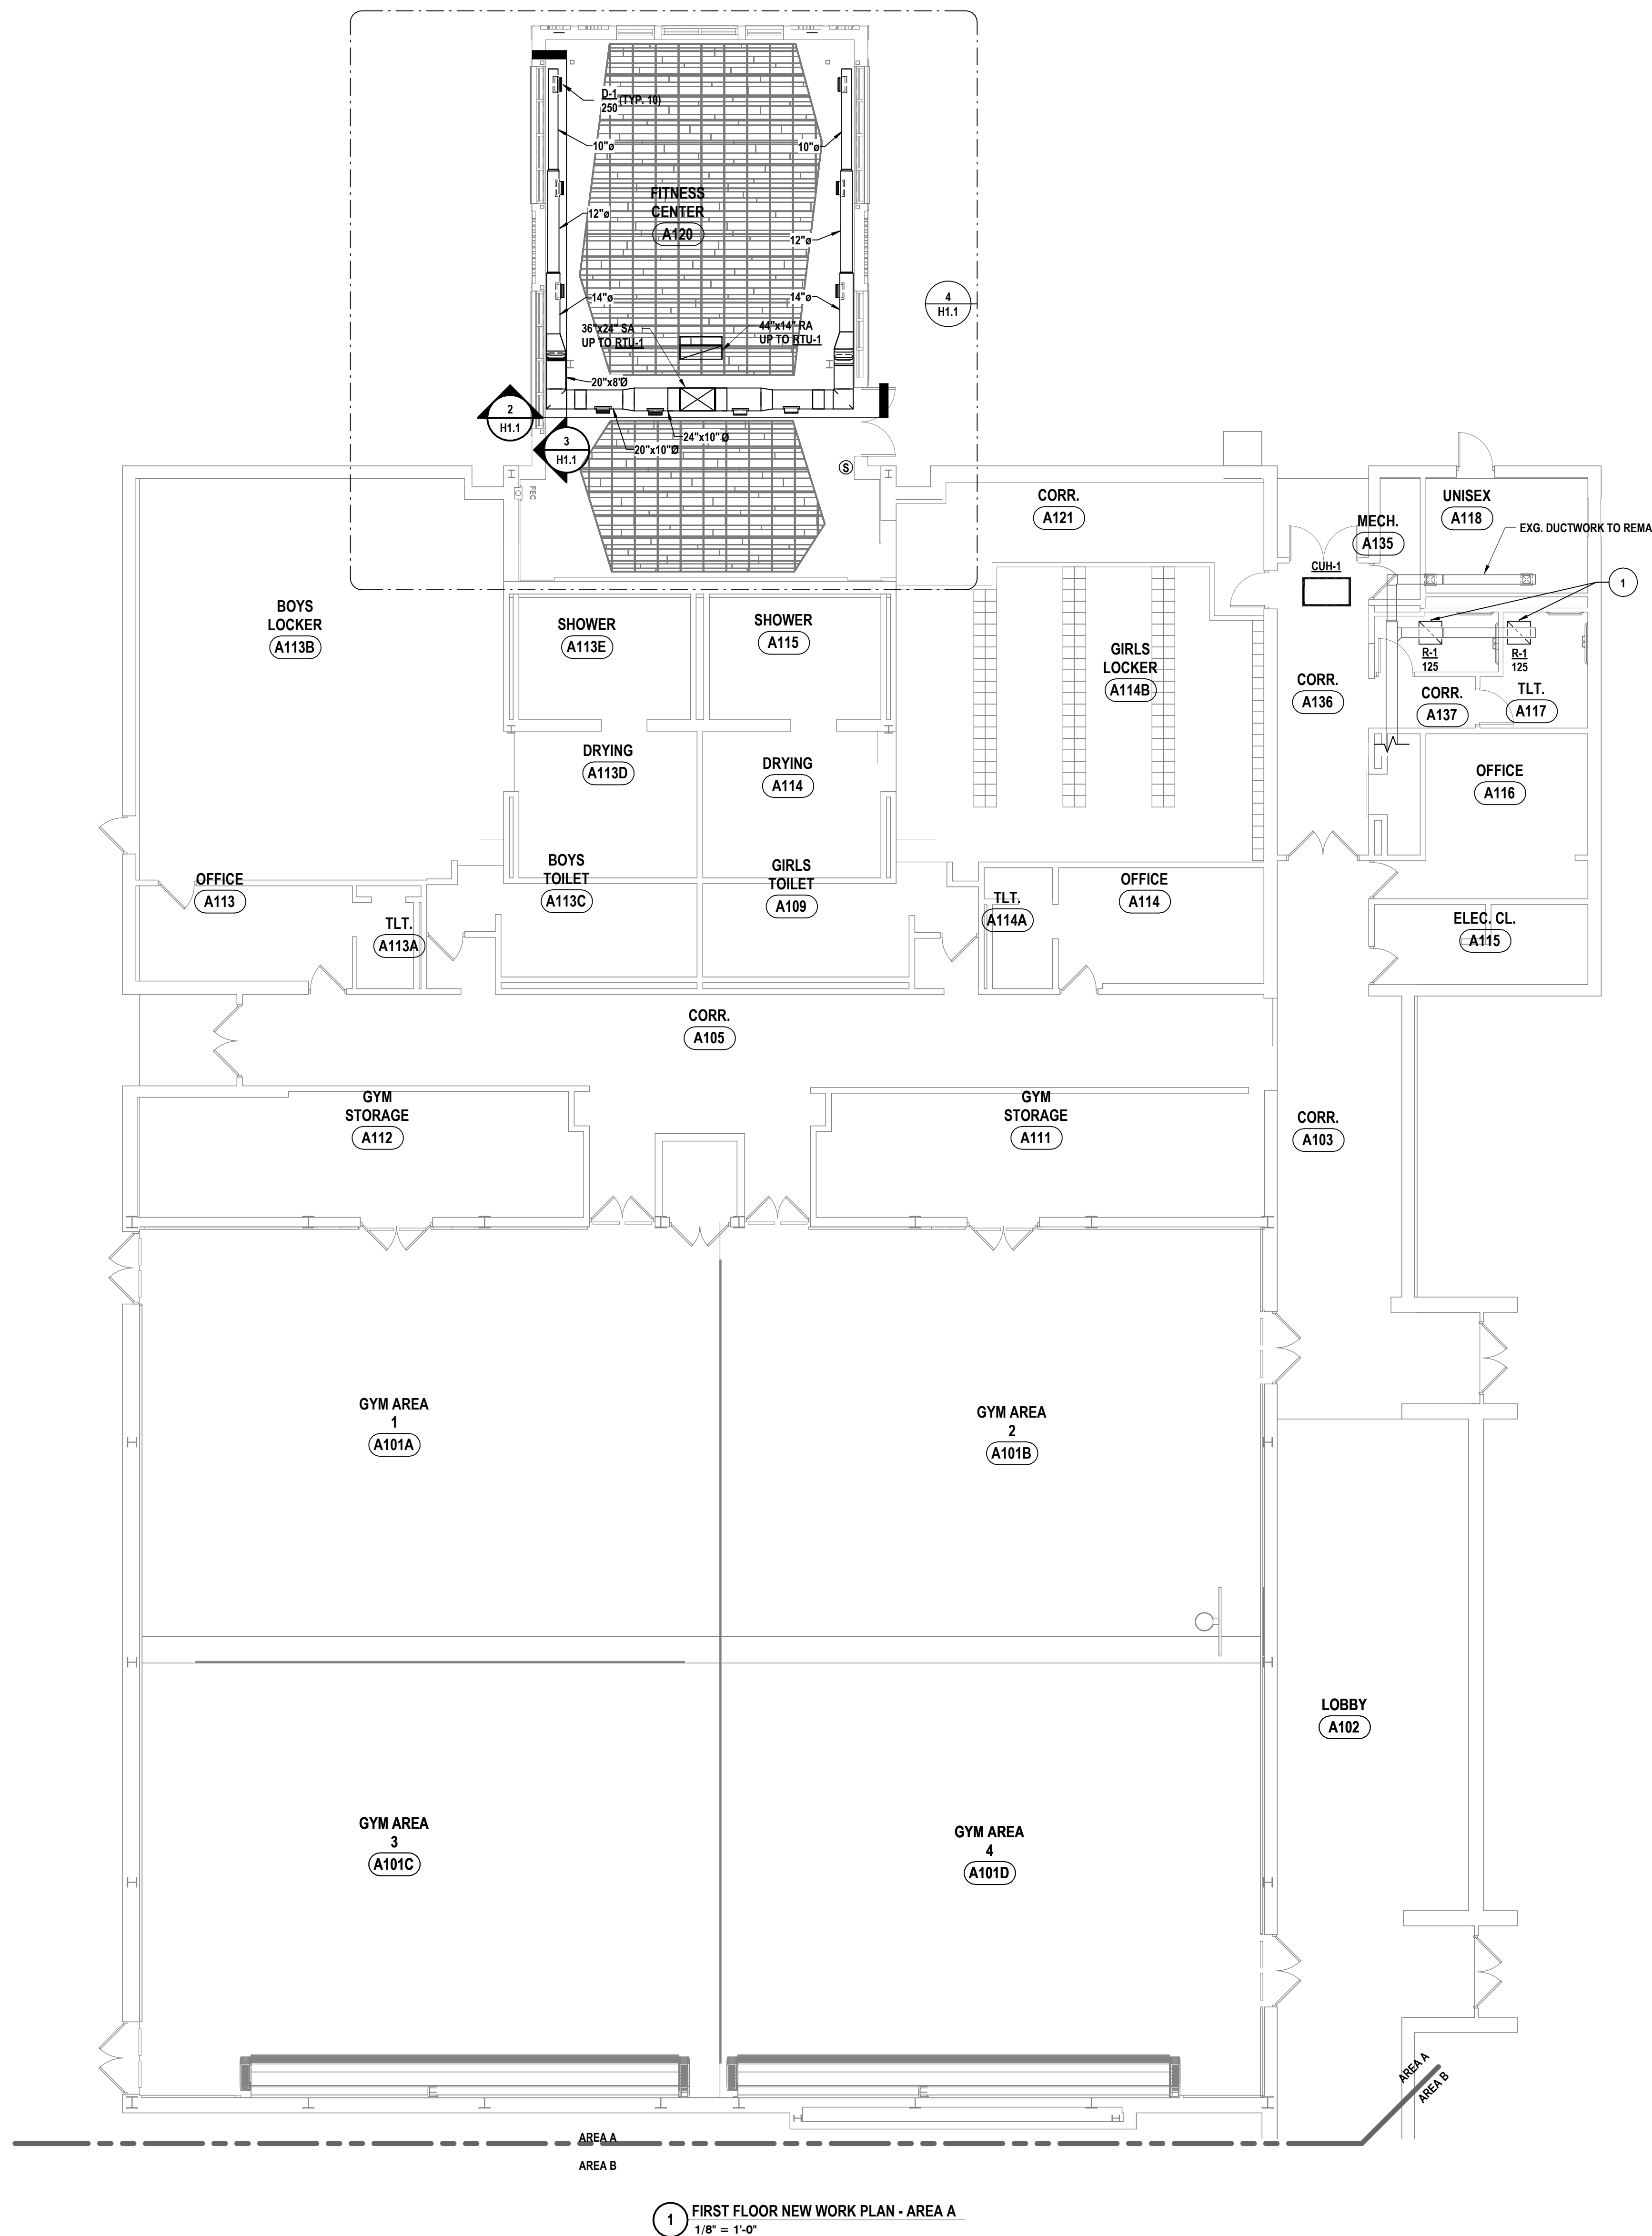 D-1
250
(TYP. 10)
10"ø
10"ø
FITNESS
CENTER
A120
12"ø
12"ø
14"ø
14"ø
36"x24" SA
UP TO RTU-1
44"x14" RA
UP TO RTU-1
4
H1.1
20"x8"Ø
2
H1.1
3
H1.1
24"x10"Ø
20"x10"Ø
S
FEC
CORR.
A121
MECH.
A135
UNISEX
A118
EXG. DUCTWORK TO REMA
CUH-1
1
BOYS
LOCKER
A113B
SHOWER
A113E
SHOWER
A115
GIRLS
LOCKER
A114B
R-1
125
R-1
125
CORR.
A136
CORR.
A137
TLT.
A117
DRYING
A113D
DRYING
A114
OFFICE
A116
OFFICE
A113
BOYS
TOILET
A113C
GIRLS
TOILET
A109
TLT.
A114A
OFFICE
A114
TLT.
A113A
ELEC. CL.
A115
CORR.
A105
GYM
STORAGE
A112
GYM
STORAGE
A111
CORR.
A103
GYM AREA
1
A101A
GYM AREA
2
A101B
LOBBY
A102
GYM AREA
3
A101C
GYM AREA
4
A101D
AREA A
AREA B
AREA A
AREA B
1
FIRST FLOOR NEW WORK PLAN - AREA A
1/8" = 1'-0"